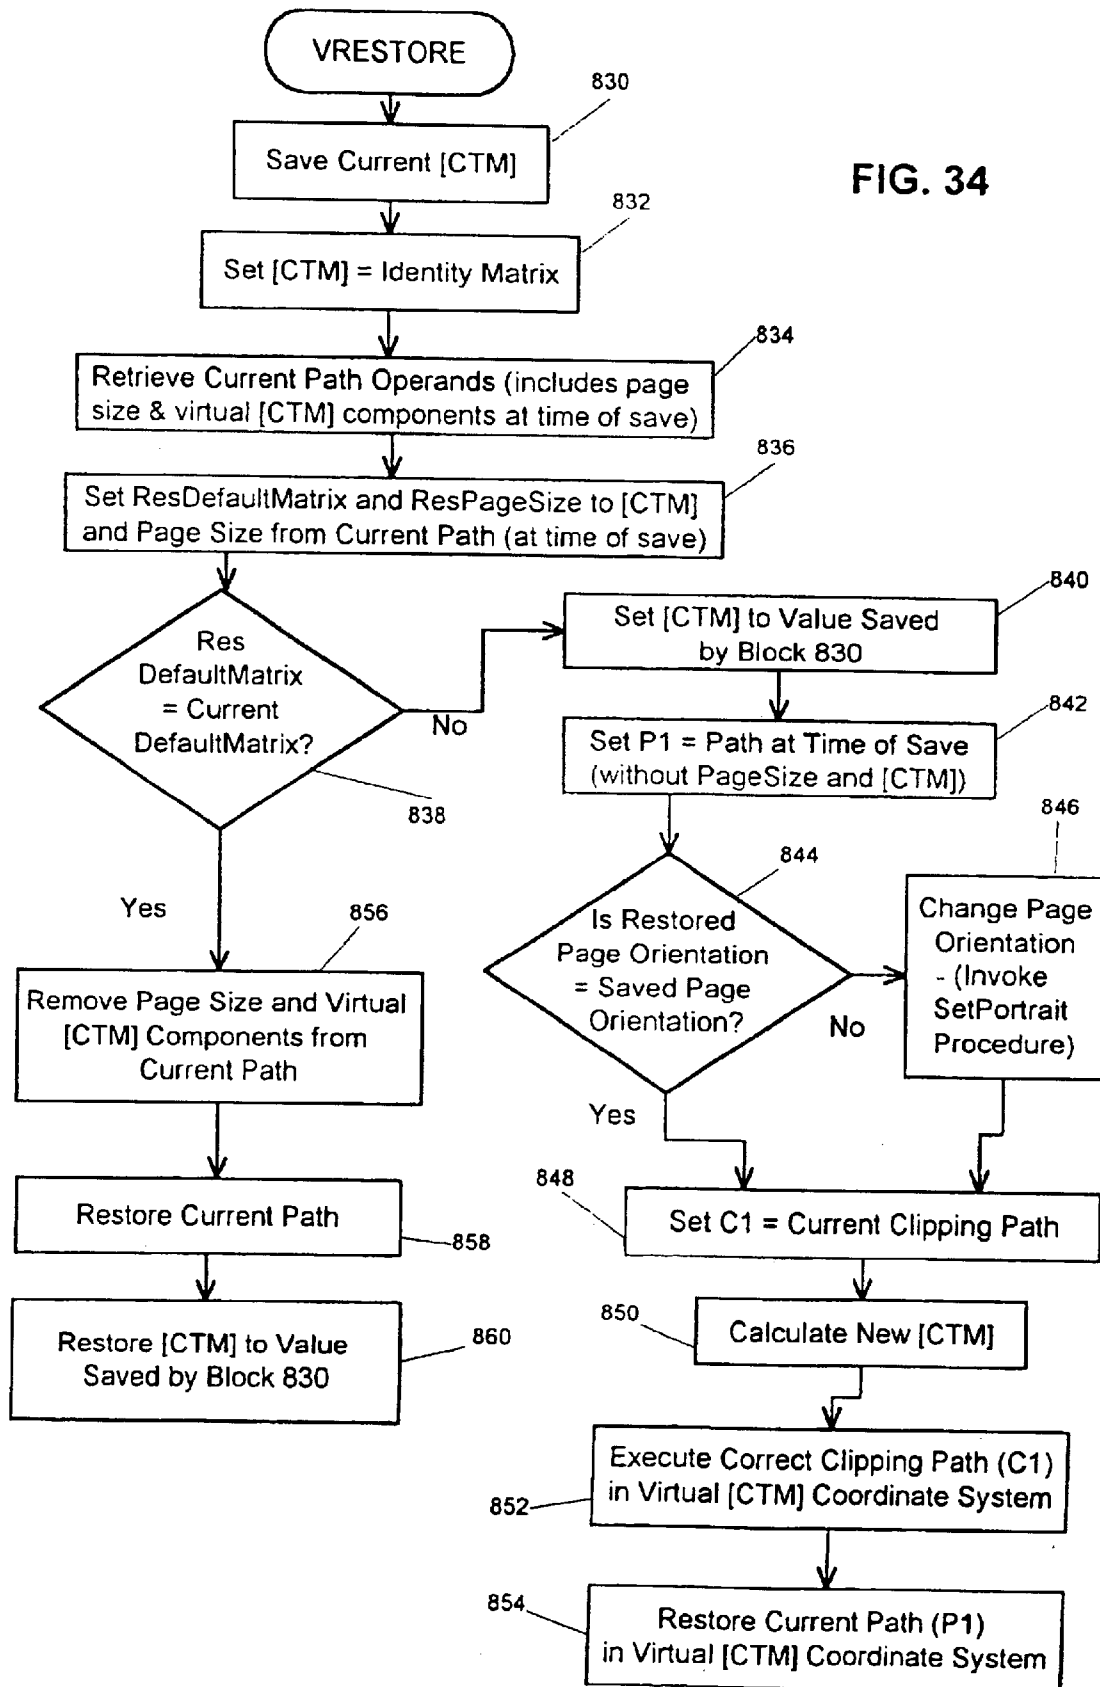 VRESTORE
830
Save Current [CTM]
FIG. 34
832
Set [CTM] = Identity Matrix
834
Retrieve Current Path Operands (includes page
size & virtual [CTM] components at time of save)
836
Set ResDefaultMatrix and ResPageSize to [CTM]
and Page Size from Current Path (at time of save)
Res
DefaultMatrix
= Current
DefaultMatrix?
838
No
Yes
840
Set [CTM] to Value Saved
by Block 830
842
Set P1 = Path at Time of Save
(without PageSize and [CTM])
844
Is Restored
Page Orientation
= Saved Page
Orientation?
No
Yes
846
Change Page
Orientation
- (Invoke
SetPortrait
Procedure)
848
Set C1 = Current Clipping Path
850
Calculate New [CTM]
852
Execute Correct Clipping Path (C1)
in Virtual [CTM] Coordinate System
854
Restore Current Path (P1)
in Virtual [CTM] Coordinate System
856
Remove Page Size and Virtual
[CTM] Components from
Current Path
Restore Current Path
858
Restore [CTM] to Value
Saved by Block 830
860